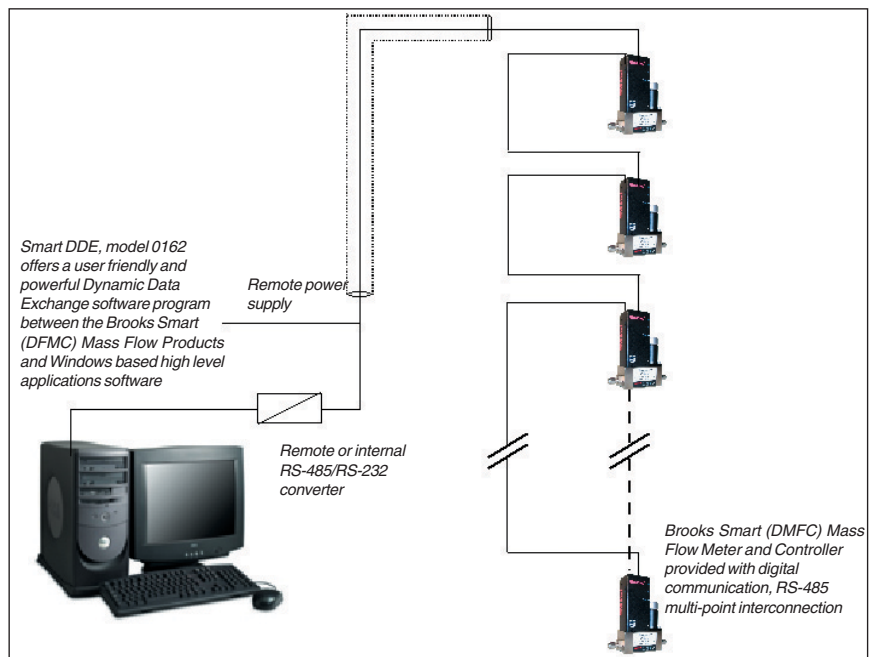 Smart DDE, model 0162
offers a user friendly and
powerful Dynamic Data
Exchange software program
between the Brooks Smart
(DFMC) Mass Flow Products
and Windows based high level
applications software
Remote power
supply
Remote or internal
RS-485/RS-232
converter
Brooks Smart (DMFC) Mass
Flow Meter and Controller
provided with digital
communication, RS-485
multi-point interconnection